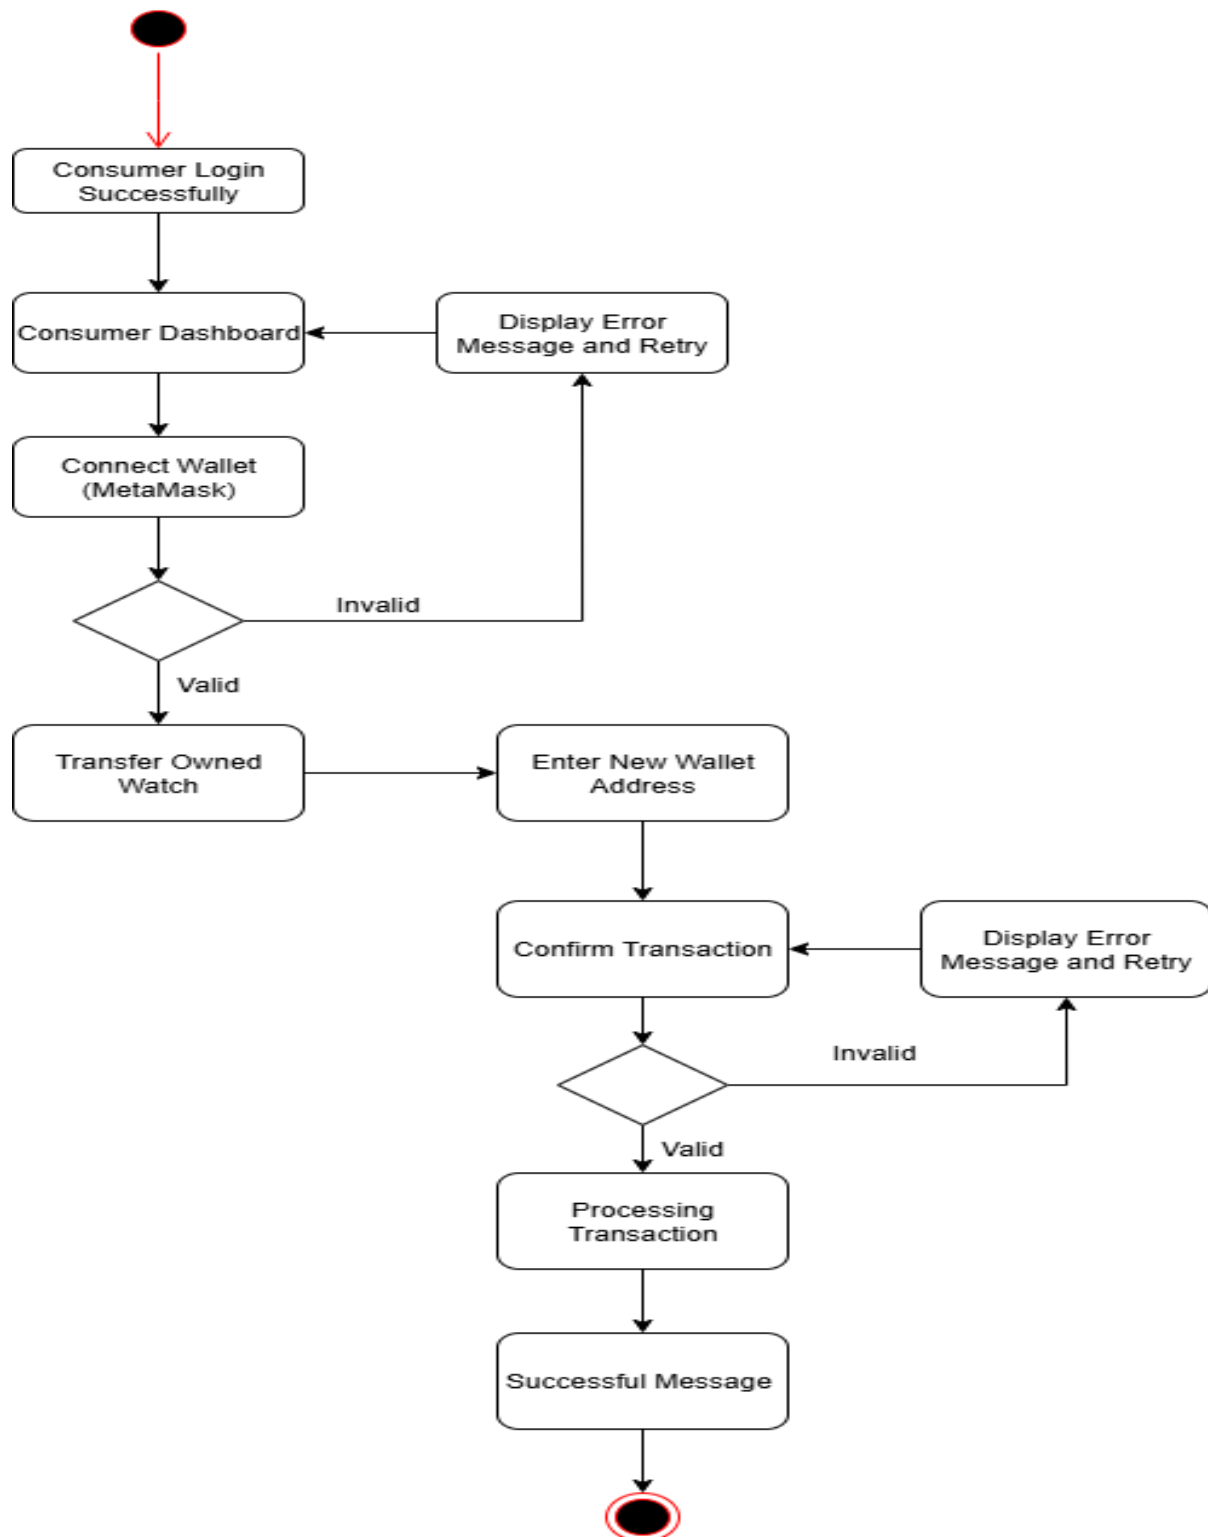 Consumer Login
Successfully
Consumer Dashboard
Display Error
Message and Retry
Connect Wallet
(MetaMask)
Invalid
Valid
Transfer Owned
Watch
Enter New Wallet
Address
Confirm Transaction
Display Error
Message and Retry
Invalid
Valid
Processing
Transaction
Successful Message